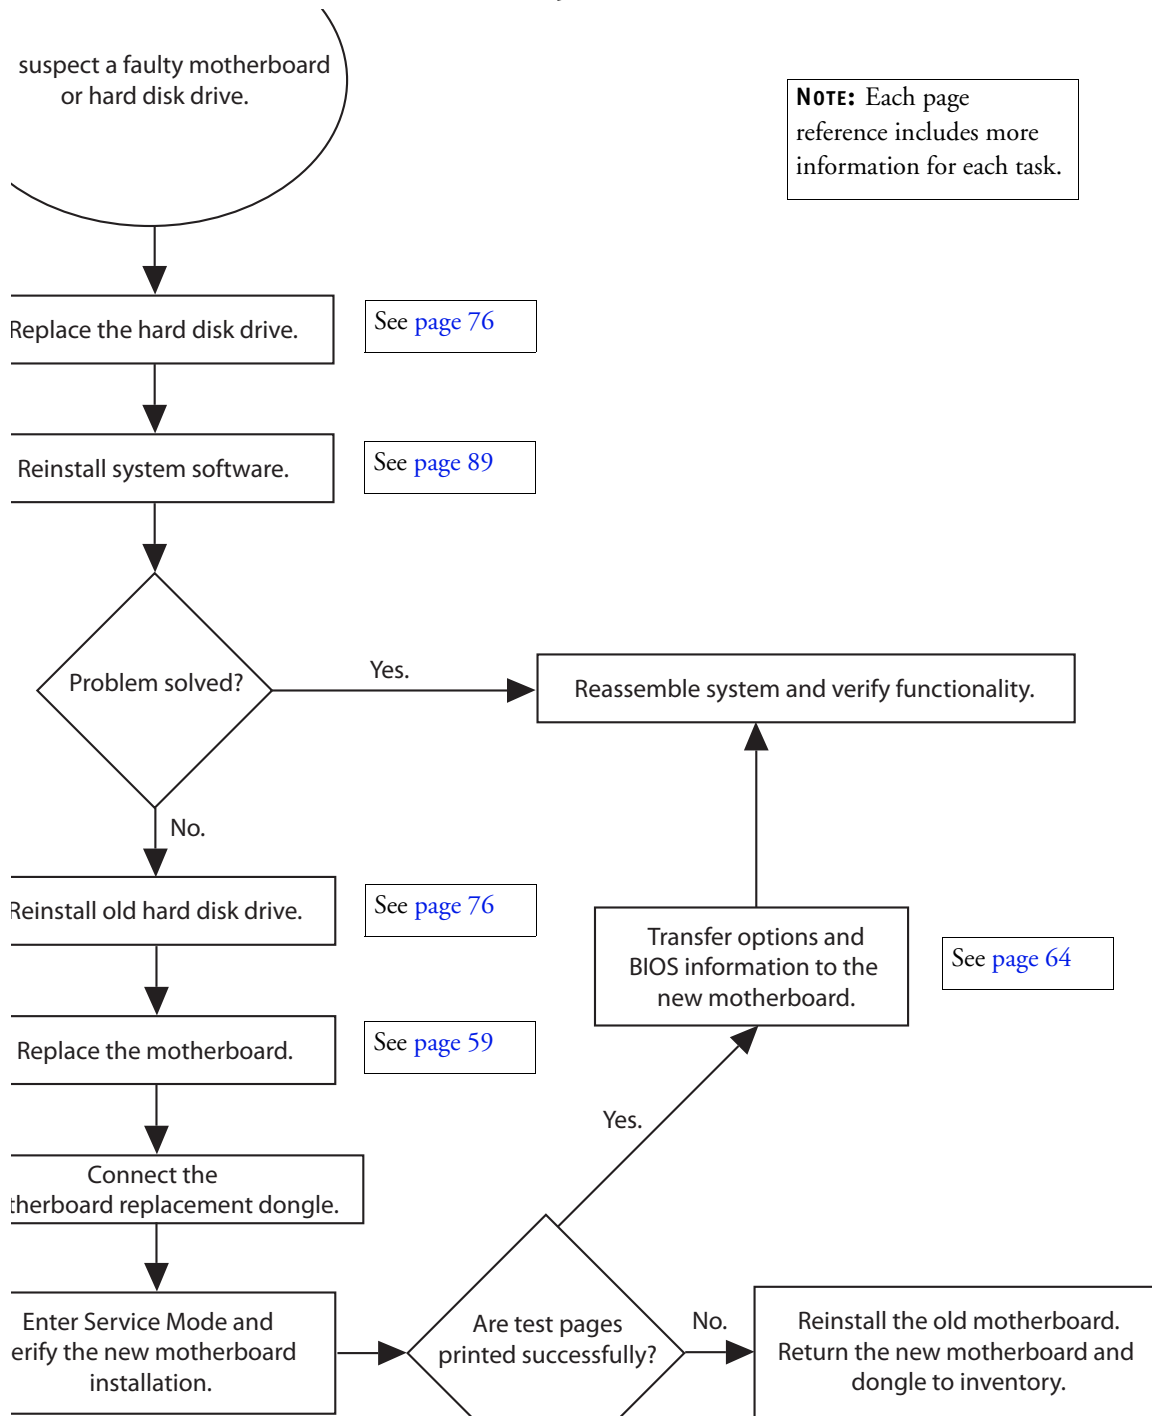 suspect a faulty motherboard
or hard disk drive.
NOTE: Each page
reference includes more
information for each task.
Replace the hard disk drive.
See page 76
Reinstall system software.
See page 89
Problem solved?
Yes.
Reassemble system and verify functionality.
No.
Reinstall old hard disk drive.
See page 76
Transfer options and
BIOS information to the
new motherboard.
See page 64
Replace the motherboard.
See page 59
Yes.
Connect the
therboard replacement dongle.
Enter Service Mode and
erify the new motherboard
installation.
Are test pages
printed successfully?
No.
Reinstall the old motherboard.
Return the new motherboard and
dongle to inventory.